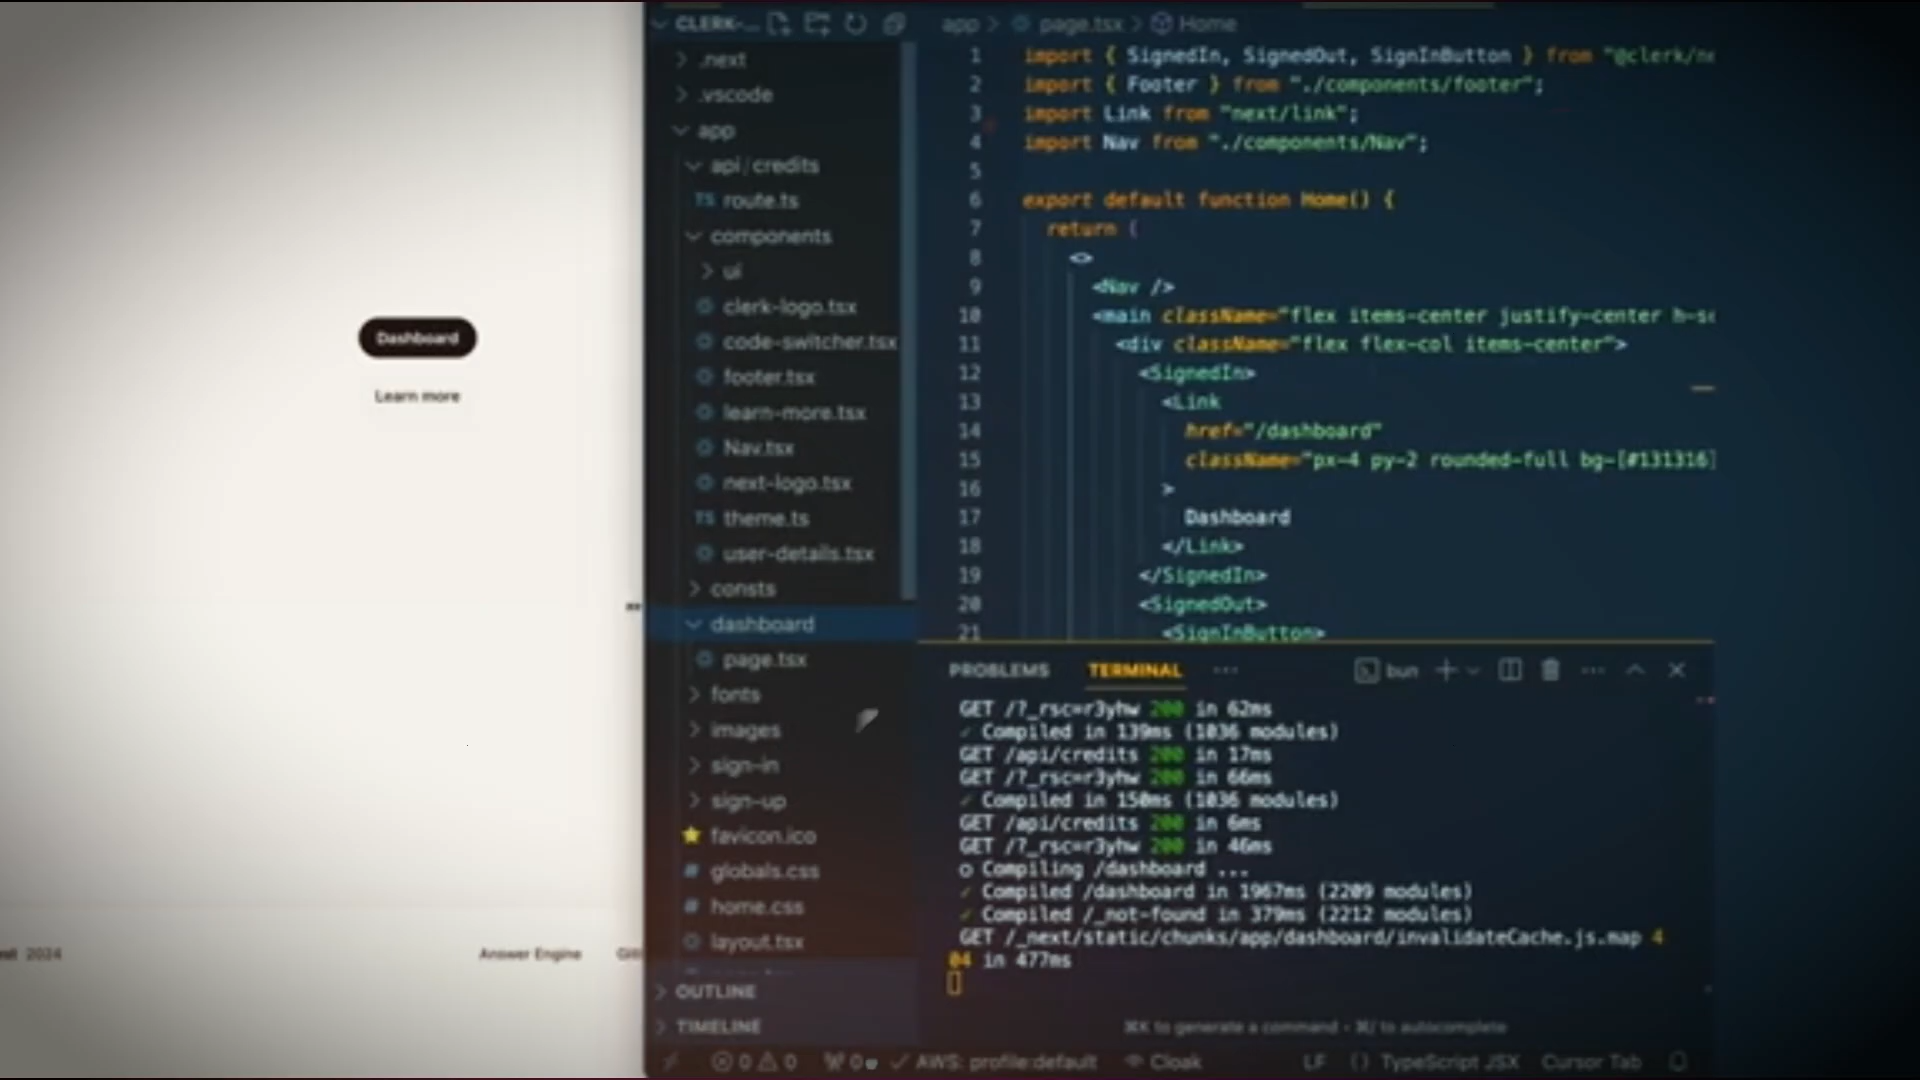 Dashboard
Learn more
2024
Answer Engine
CLERK-...
.next
.vscode
app
api/credits
TS route.ts
components
ui
clerk-logo.tsx
code-switcher.tsx
footer.tsx
learn-more.tsx
Nav.tsx
next-logo.tsx
TS theme.ts
user-details.tsx
consts
dashboard
page.tsx
fonts
images
sign-in
sign-up
favicon.ico
# globals.css
# home.css
layout.tsx
OUTLINE
TIMELINE
app > page.tsx > Home
1 import { SignedIn, SignedOut, SignInButton } from "@clerk/ne
2 import { Footer } from "./components/footer";
3 import Link from "next/link";
4 import Nav from "./components/Nav";
5
6 export default function Home() {
7 return (
8 <>
9 <Nav />
10 <main className="flex items-center justify-center h-sc
11 <div className="flex flex-col items-center">
12 <SignedIn>
13 <Link
14 href="/dashboard"
15 className="px-4 py-2 rounded-full bg-[#131316]
16 >
17 Dashboard
18 </Link>
19 </SignedIn>
20 <SignedOut>
21 <SignInButton>
PROBLEMS TERMINAL ··· bun
GET /?_rsc=r3yhw 200 in 62ms
✓ Compiled in 139ms (1036 modules)
GET /api/credits 200 in 17ms
GET /?_rsc=r3yhw 200 in 66ms
✓ Compiled in 150ms (1036 modules)
GET /api/credits 200 in 6ms
GET /?_rsc=r3yhw 200 in 46ms
○ Compiling /dashboard ...
✓ Compiled /dashboard in 1967ms (2209 modules)
✓ Compiled /_not-found in 379ms (2212 modules)
GET /_next/static/chunks/app/dashboard/invalidateCache.js.map 4
04 in 477ms
⌘K to generate a command - ⌘/ to autocomplete
0 0 0 AWS: profile:default Cloak LF {} TypeScript JSX Cursor Tab